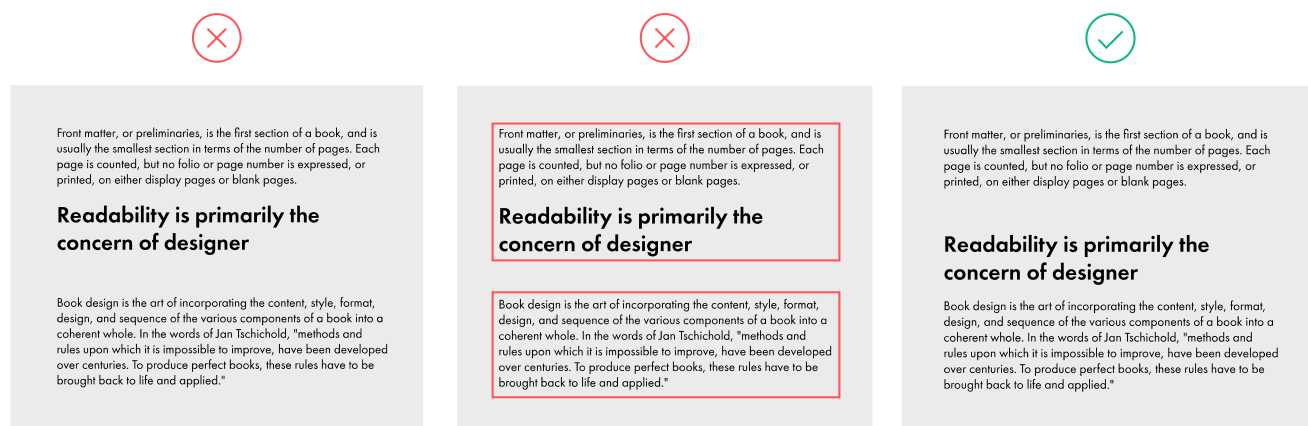 Front matter, or preliminaries, is the first section of a book, and is
usually the smallest section in terms of the number of pages. Each
page is counted, but no folio or page number is expressed, or
printed, on either display pages or blank pages.
Readability is primarily the
concern of designer
Book design is the art of incorporating the content, style, format,
design, and sequence of the various components of a book into a
coherent whole. In the words of Jan Tschichold, "methods and
rules upon which it is impossible to improve, have been developed
over centuries. To produce perfect books, these rules have to be
brought back to life and applied."
Front matter, or preliminaries, is the first section of a book, and is
usually the smallest section in terms of the number of pages. Each
page is counted, but no folio or page number is expressed, or
printed, on either display pages or blank pages.
Readability is primarily the
concern of designer
Book design is the art of incorporating the content, style, format,
design, and sequence of the various components of a book into a
coherent whole. In the words of Jan Tschichold, "methods and
rules upon which it is impossible to improve, have been developed
over centuries. To produce perfect books, these rules have to be
brought back to life and applied."
Front matter, or preliminaries, is the first section of a book, and is
usually the smallest section in terms of the number of pages. Each
page is counted, but no folio or page number is expressed, or
printed, on either display pages or blank pages.
Readability is primarily the
concern of designer
Book design is the art of incorporating the content, style, format,
design, and sequence of the various components of a book into a
coherent whole. In the words of Jan Tschichold, "methods and
rules upon which it is impossible to improve, have been developed
over centuries. To produce perfect books, these rules have to be
brought back to life and applied."